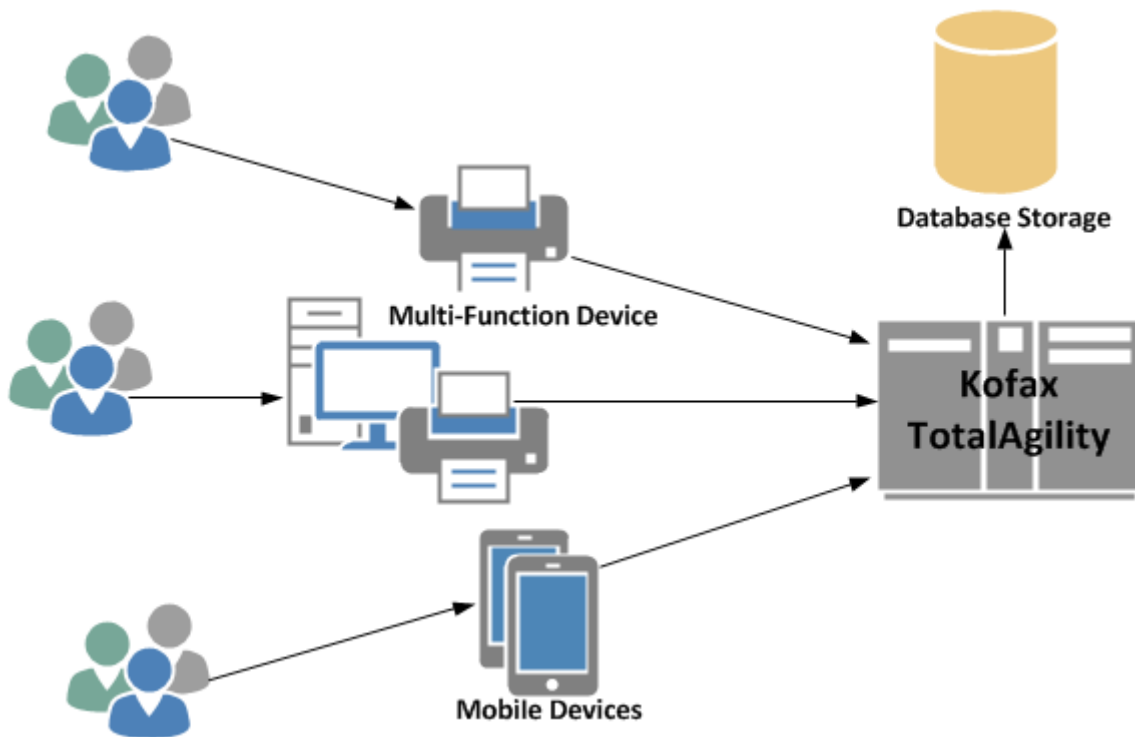 Database Storage
Multi-Function Device
Kofax
TotalAgility
Mobile Devices